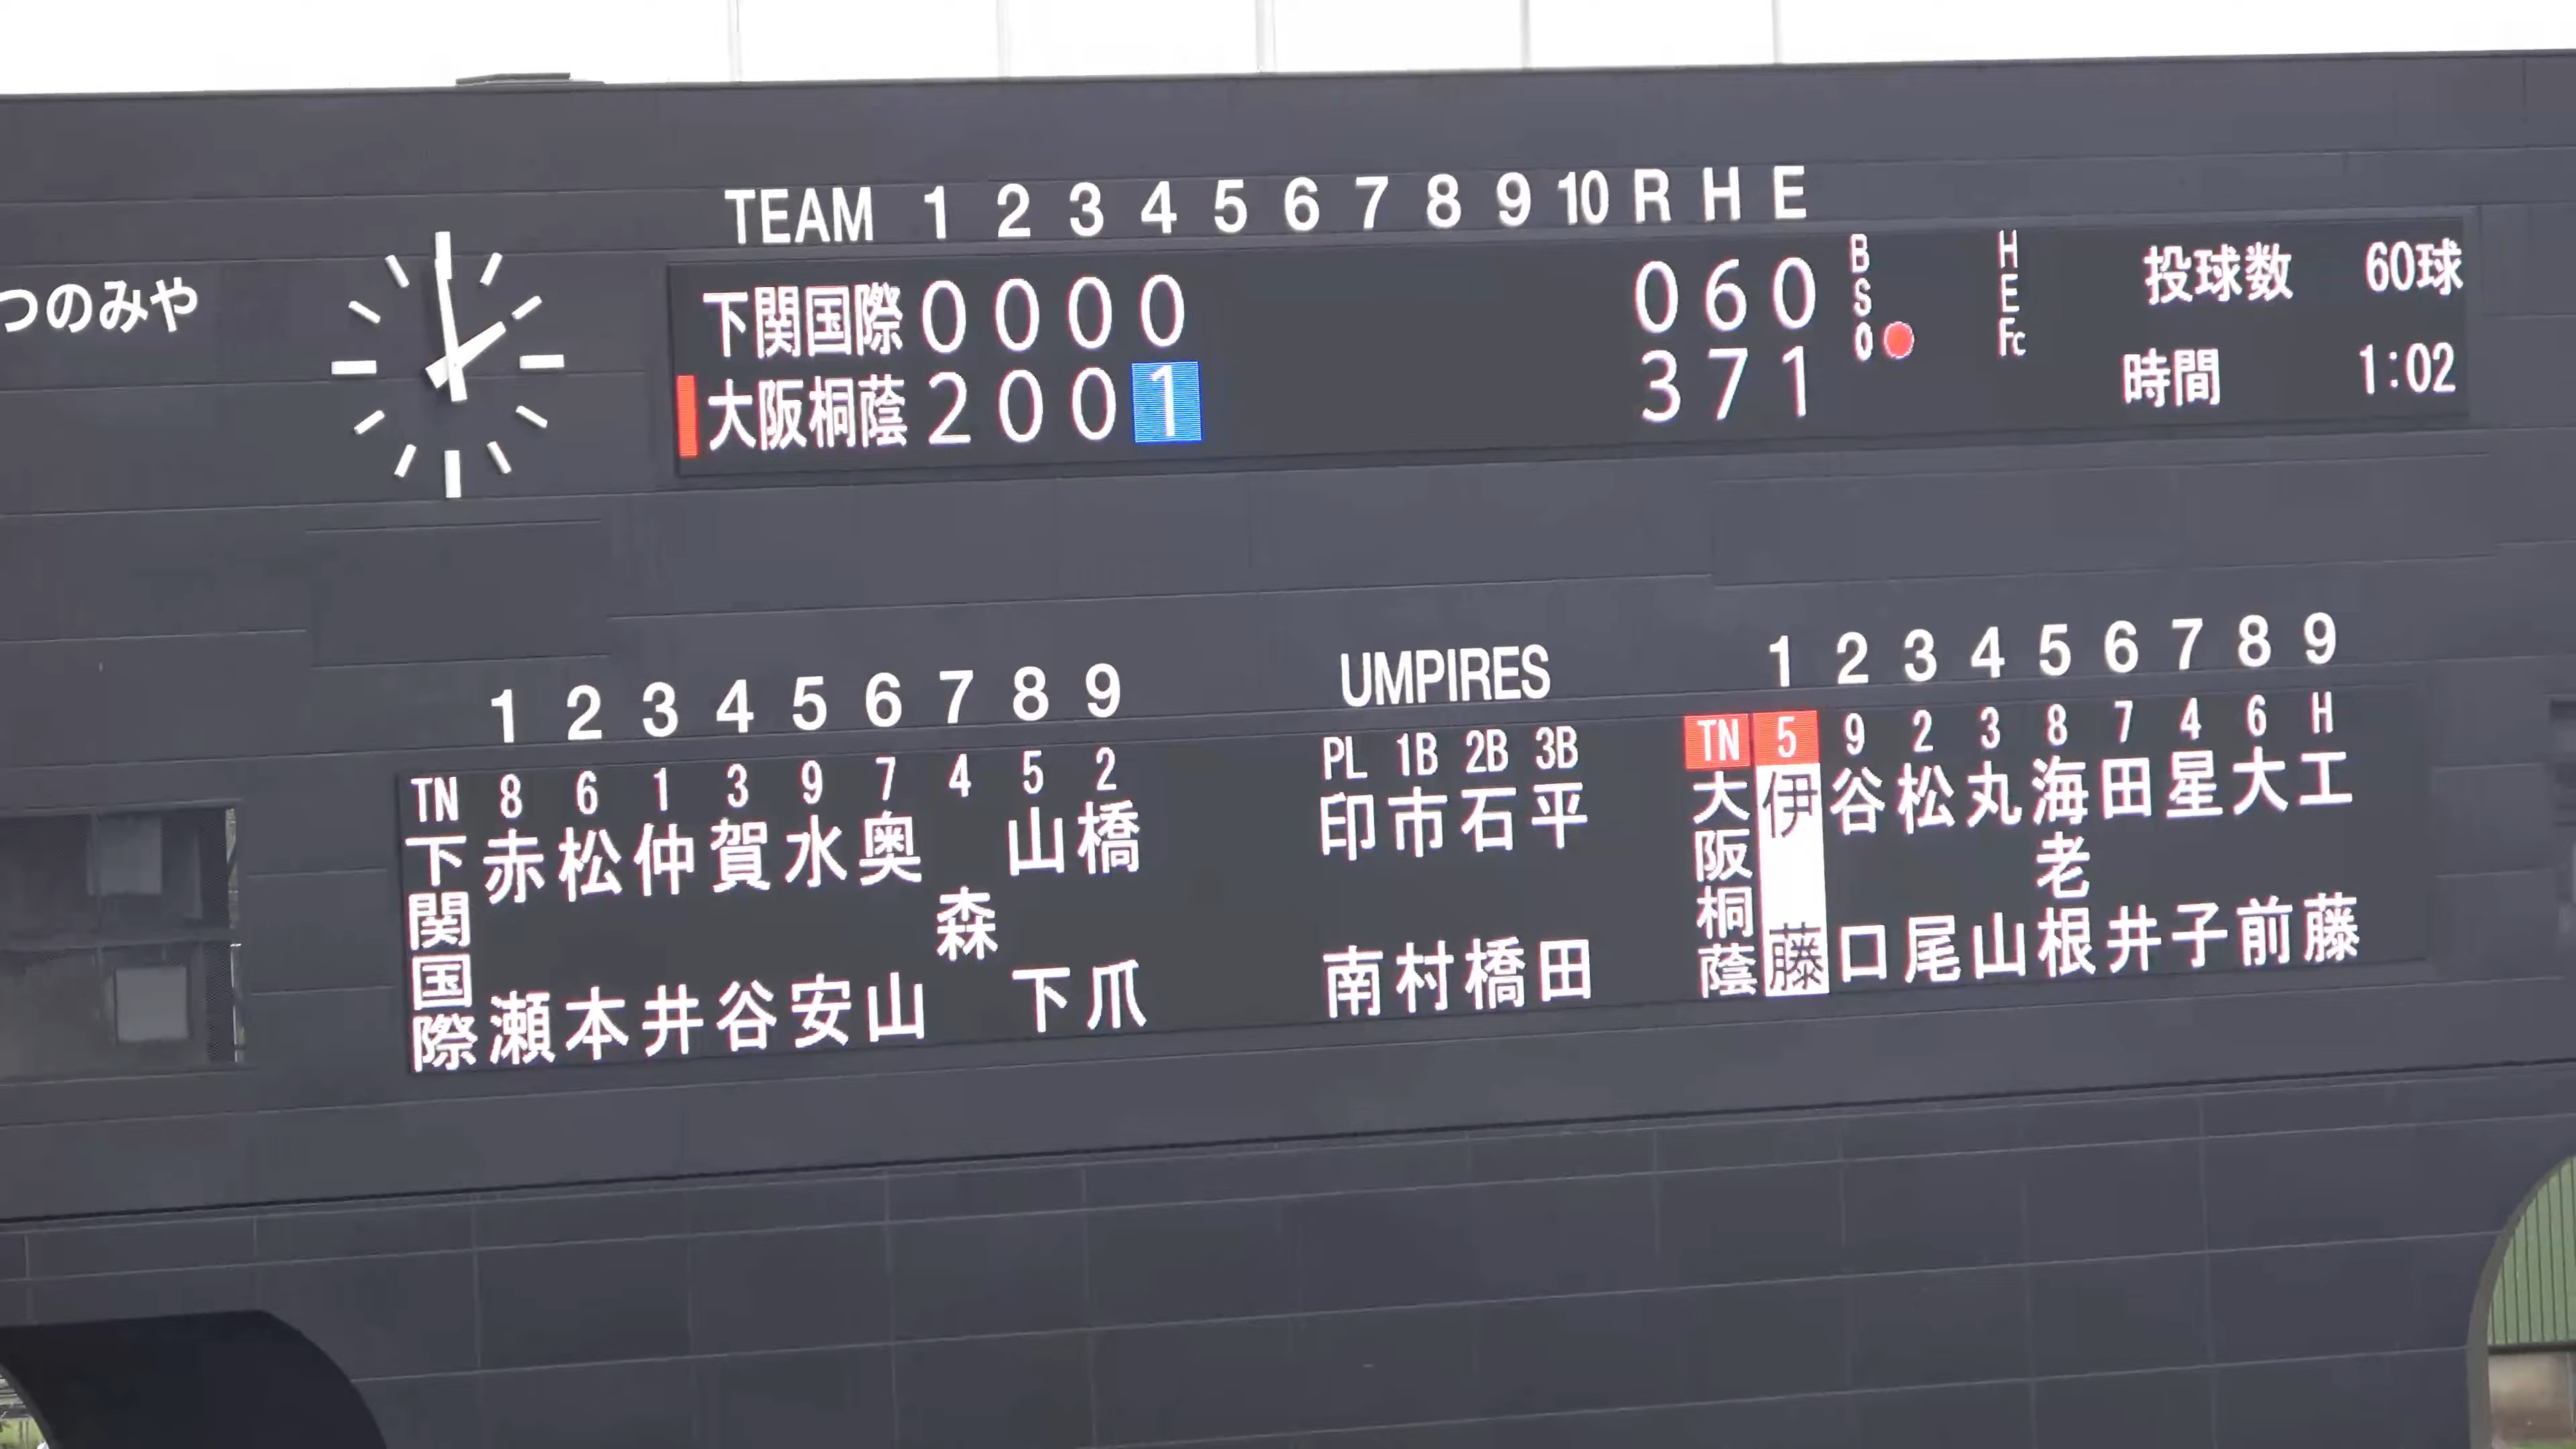 つのみや
TEAM 1 2 3 4 5 6 7 8 9 10 R H E
下関国際 0 0 0 0 0 6 0
大阪桐蔭 2 0 0 1 3 7 1
B
S
O
H
E
Fc
投球数 60球
時間 1:02
1 2 3 4 5 6 7 8 9
TN 8 6 1 3 9 7 4 5 2
下関国際
赤瀬
松本
仲井
賀谷
水安
奥山
森
山下
橋爪
UMPIRES
PL 1B 2B 3B
印南
市村
石橋
平田
1 2 3 4 5 6 7 8 9
TN 5 9 2 3 8 7 4 6 H
大阪桐蔭
伊藤
谷口
松尾
丸山
海老根
田井
星子
大前
工藤